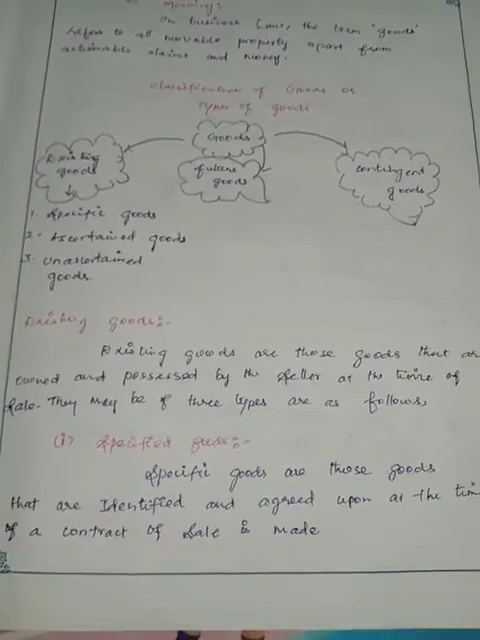 Meaning:
In business Laws, the term 'goods'
refers to all movable property apart from
actionable claims and money.
classification of Goods or
Types of goods
Goods
Existing
goods
future
goods
contingent
goods
1. specific goods
2. Ascertained goods
3. unascertained
goods.
Existing goods:-
Existing goods are those goods that are
owned and possessed by the seller at the time of
sale. They may be of three types are as follows,
(i) specified goods:-
specific goods are those goods
that are Identified and agreed upon at the time
of a contract of sale is made